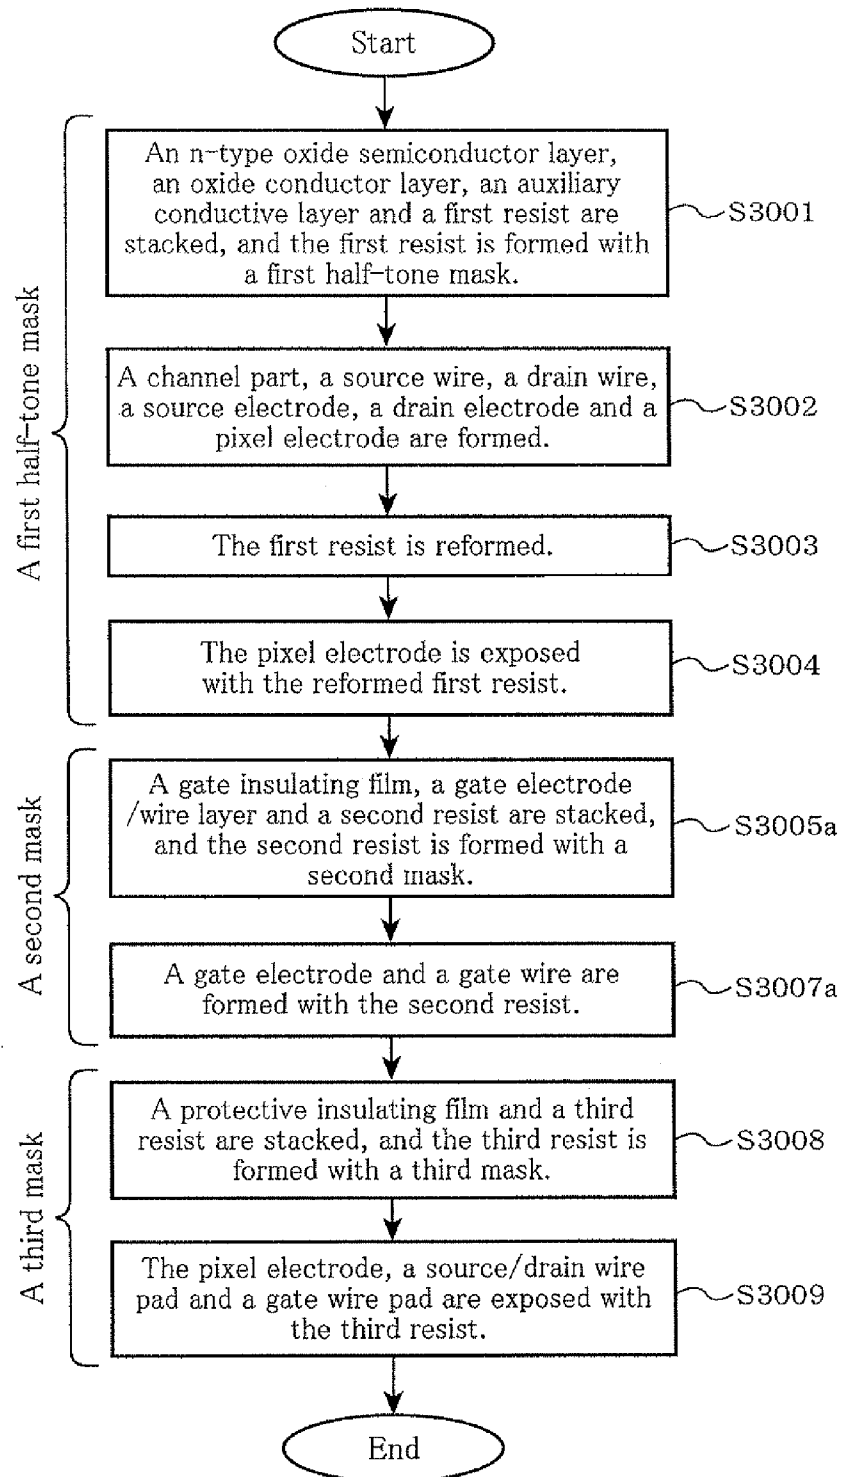 Start
A first half-tone mask
An n-type oxide semiconductor layer,
an oxide conductor layer, an auxiliary
conductive layer and a first resist are
stacked, and the first resist is formed with
a first half-tone mask.
S3001
A channel part, a source wire, a drain wire,
a source electrode, a drain electrode and a
pixel electrode are formed.
S3002
The first resist is reformed.
S3003
The pixel electrode is exposed
with the reformed first resist.
S3004
A second mask
A gate insulating film, a gate electrode
/wire layer and a second resist are stacked,
and the second resist is formed with a
second mask.
S3005a
A gate electrode and a gate wire are
formed with the second resist.
S3007a
A third mask
A protective insulating film and a third
resist are stacked, and the third resist is
formed with a third mask.
S3008
The pixel electrode, a source/drain wire
pad and a gate wire pad are exposed with
the third resist.
S3009
End